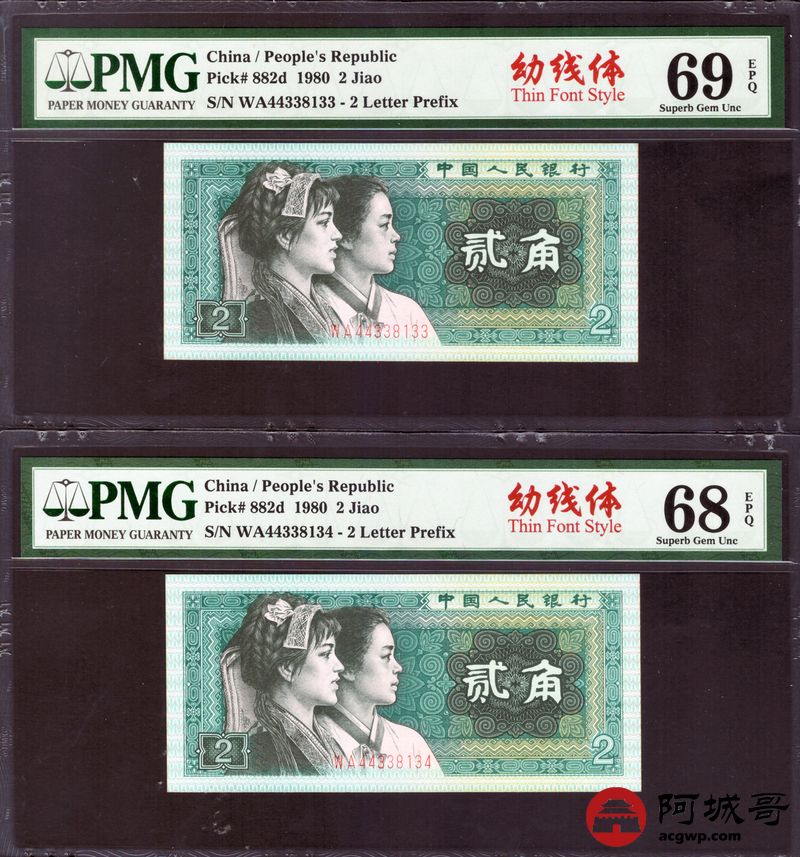 PMG
PAPER MONEY GUARANTY
China / People's Republic
Pick# 882d 1980 2 Jiao
S/N WA44338133 - 2 Letter Prefix
幼线体
Thin Font Style
69
EPQ
Superb Gem Unc
中国人民银行
贰角
2
2
WA44338133
PMG
PAPER MONEY GUARANTY
China / People's Republic
Pick# 882d 1980 2 Jiao
S/N WA44338134 - 2 Letter Prefix
幼线体
Thin Font Style
68
EPQ
Superb Gem Unc
中国人民银行
贰角
2
2
WA44338134
阿城哥
acgwp.com